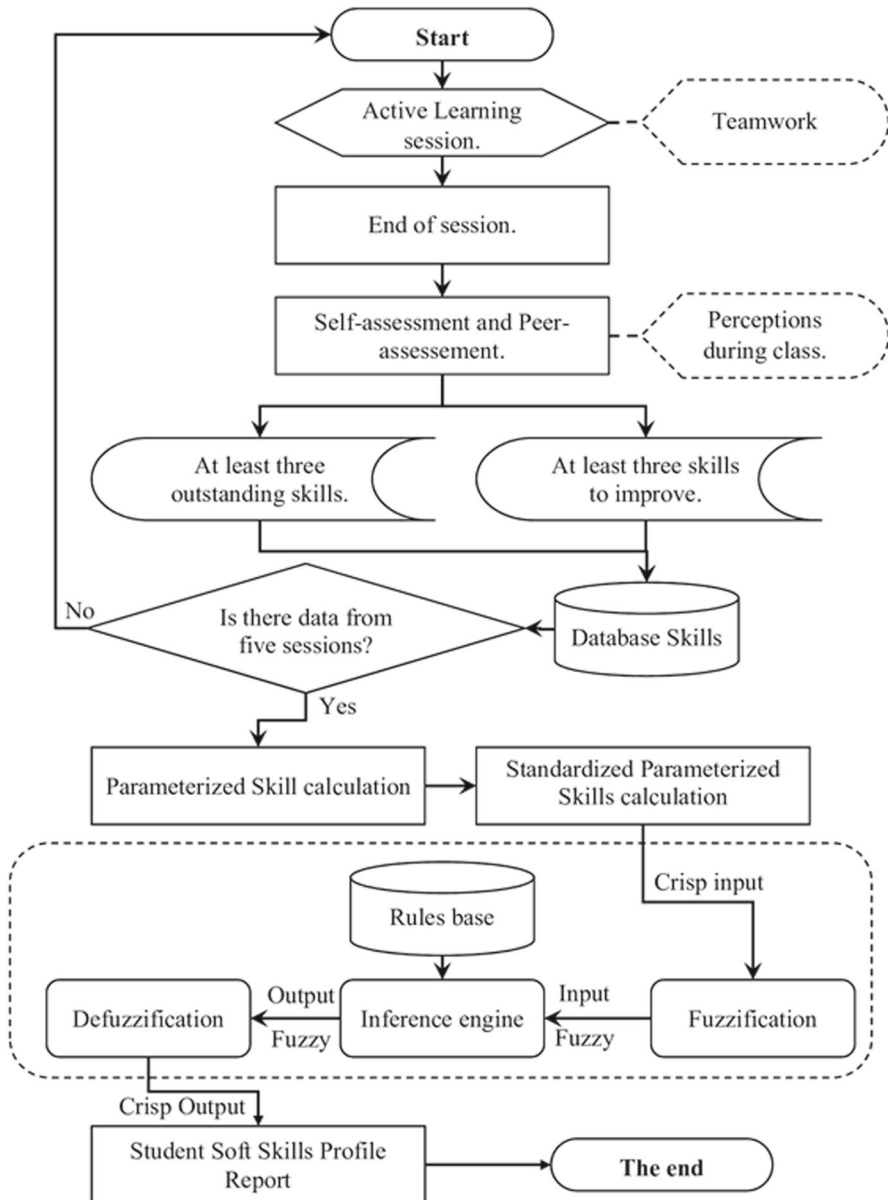 Start
Active Learning
session.
Teamwork
End of session.
Self-assessment and Peer-
assessement.
Perceptions
during class.
At least three
outstanding skills.
At least three skills
to improve.
No
Is there data from
five sessions?
Database Skills
Yes
Parameterized Skill calculation
Standardized Parameterized
Skills calculation
Crisp input
Rules base
Defuzzification
Output
Fuzzy
Inference engine
Input
Fuzzy
Fuzzification
Crisp Output
Student Soft Skills Profile
Report
The end